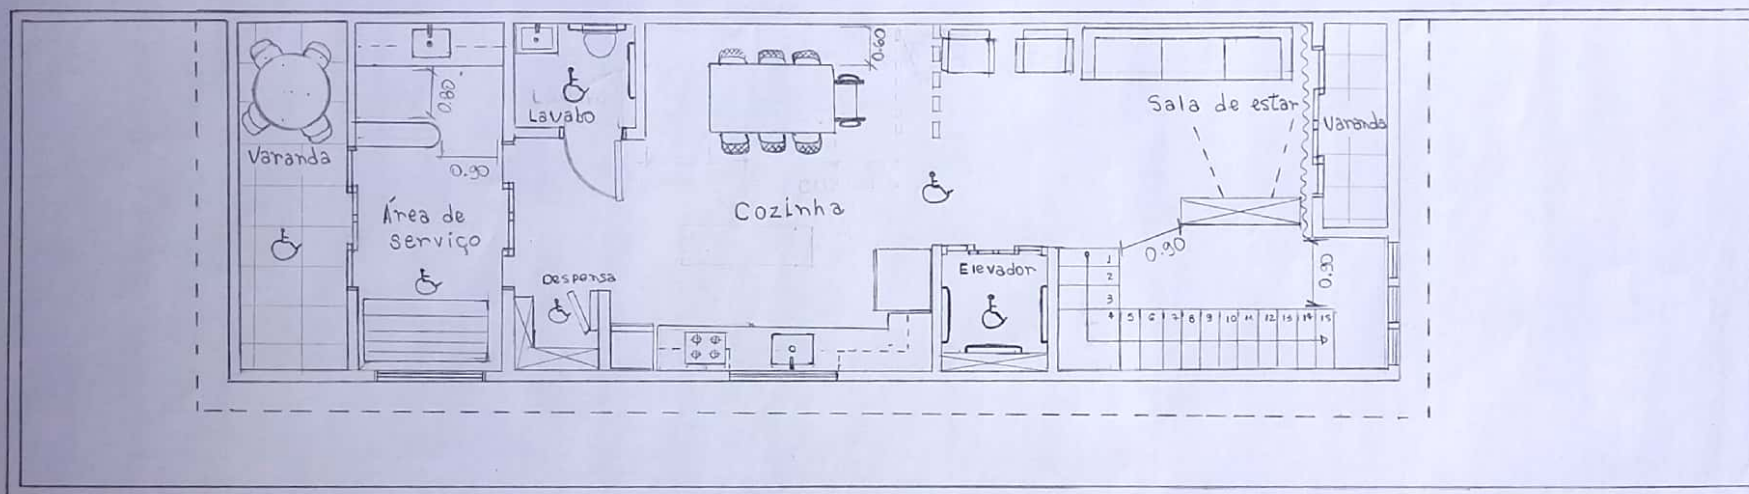 0.60
0.80
Lavabo
Sala de estar
Varanda
Varanda
0.90
Área de
serviço
Cozinha
0.90
0.90
Despensa
Elevador
1
2
3
4 5 6 7 8 9 10 11 12 13 14 15